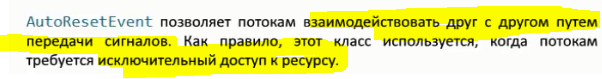 AutoResetEvent позволяет потокам взаимодействовать друг с другом путем
передачи сигналов. Как правило, этот класс используется, когда потокам
требуется исключительный доступ к ресурсу.